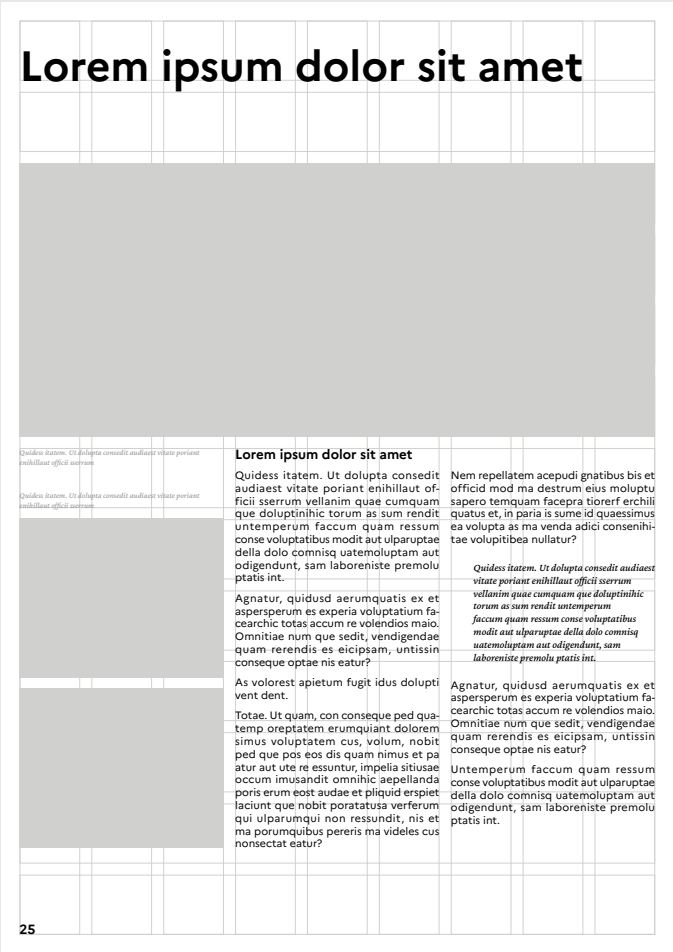 Lorem ipsum dolor sit amet
Quidess itatem. Ut dolupta consedit audiaest vitate poriant
enihillaut officii sserrum
Quidess itatem. Ut dolupta consedit audiaest vitate poriant
enihillaut officii sserrum
Lorem ipsum dolor sit amet
Quidess itatem. Ut dolupta consedit
audiaest vitate poriant enihillaut of-
ficii sserrum vellanim quae cumquam
que doluptinihic torum as sum rendit
untemperum faccum quam ressum
conse voluptatibus modit aut ulparuptae
della dolo comnisq uatemoluptam aut
odigendunt, sam laboreniste premolu
ptatis int.
Agnatur, quidusd aerumquatis ex et
aspersperum es experia voluptatium fa-
cearchic totas accum re volendios maio.
Omnitiae num que sedit, vendigendae
quam rerendis es eicipsam, untissin
conseque optae nis eatur?
As volorest apietum fugit idus dolupti
vent dent.
Totae. Ut quam, con conseque ped qua-
temp oreptatem erumquiant dolorem
simus voluptatem cus, volum, nobit
ped que pos eos dis quam nimus et pa
atur aut ute re essuntur, impelia sitiusae
occum imusandit omnihic aepellanda
poris erum eost audae et pliquid erspiet
laciunt que nobit poratatusa verferum
qui ulparumqui non ressundit, nis et
ma porumquibus pereris ma videles cus
nonsectat eatur?
Nem repellatem acepudi gnatibus bis et
officid mod ma destrum eius moluptu
sapero temquam facepra tiorerf erchili
quatus et, in paria is sume id quaessimus
ea volupta as ma venda adici consenihi-
tae volupitibea nullatur?
Quidess itatem. Ut dolupta consedit audiaest
vitate poriant enihillaut officii sserrum
vellanim quae cumquam que doluptinihic
torum as sum rendit untemperum
faccum quam ressum conse voluptatibus
modit aut ulparuptae della dolo comnisq
uatemoluptam aut odigendunt, sam
laboreniste premolu ptatis int.
Agnatur, quidusd aerumquatis ex et
aspersperum es experia voluptatium fa-
cearchic totas accum re volendios maio.
Omnitiae num que sedit, vendigendae
quam rerendis es eicipsam, untissin
conseque optae nis eatur?
Untemperum faccum quam ressum
conse voluptatibus modit aut ulparuptae
della dolo comnisq uatemoluptam aut
odigendunt, sam laboreniste premolu
ptatis int.
25